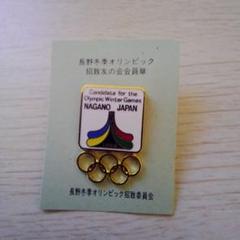 長野冬季オリンピック
招致友の会会員章
Candidate for the
Olympic Winter Games
NAGANO JAPAN
長野冬季オリンピック招致委員会